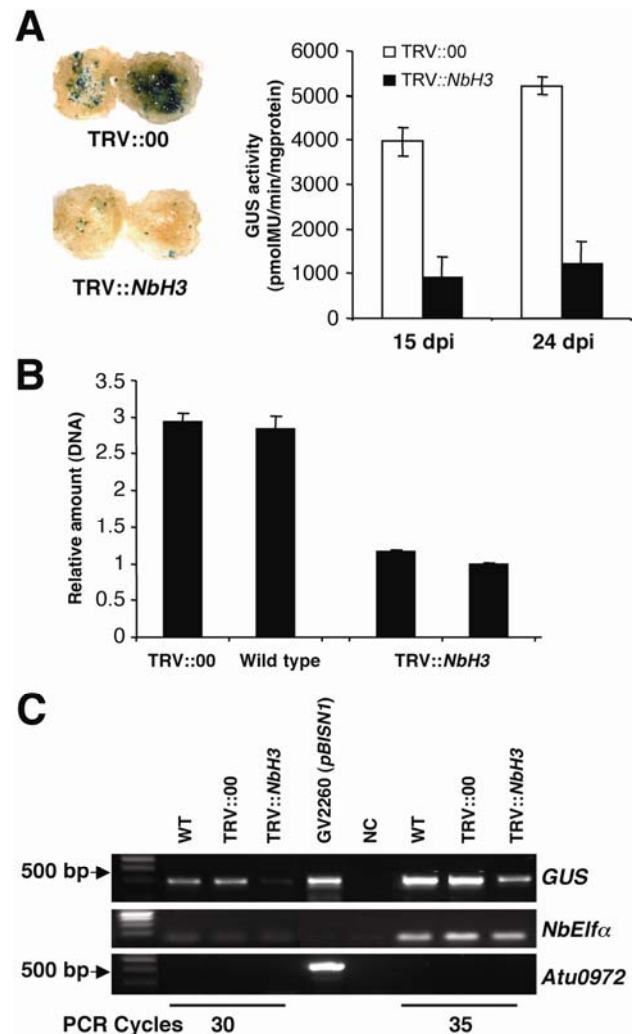 A
TRV::00
TRV::NbH3
GUS activity
(pmolMU/min/mgprotein)
TRV::00
TRV::NbH3
6000
5000
4000
3000
2000
1000
0
15 dpi
24 dpi
B
Relative amount (DNA)
3.5
3
2.5
2
1.5
1
0.5
0
TRV::00
Wild type
TRV::NbH3
C
WT
TRV::00
TRV::NbH3
GV2260 (pBISN1)
NC
WT
TRV::00
TRV::NbH3
500 bp
GUS
NbElfα
500 bp
Atu0972
PCR Cycles
30
35